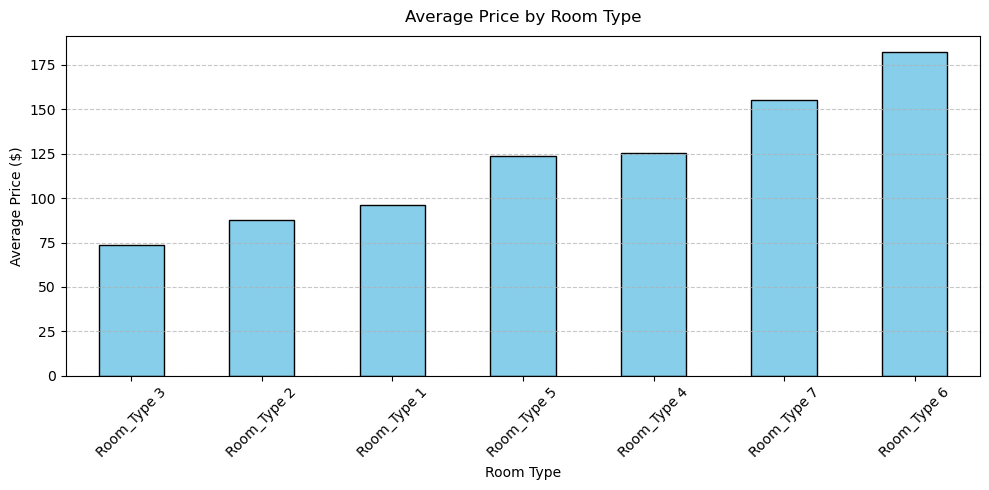 Average Price by Room Type
Average Price ($)
175
150
125
100
75
50
25
0
Room_Type 3
Room_Type 2
Room_Type 1
Room_Type 5
Room_Type 4
Room_Type 7
Room_Type 6
Room Type